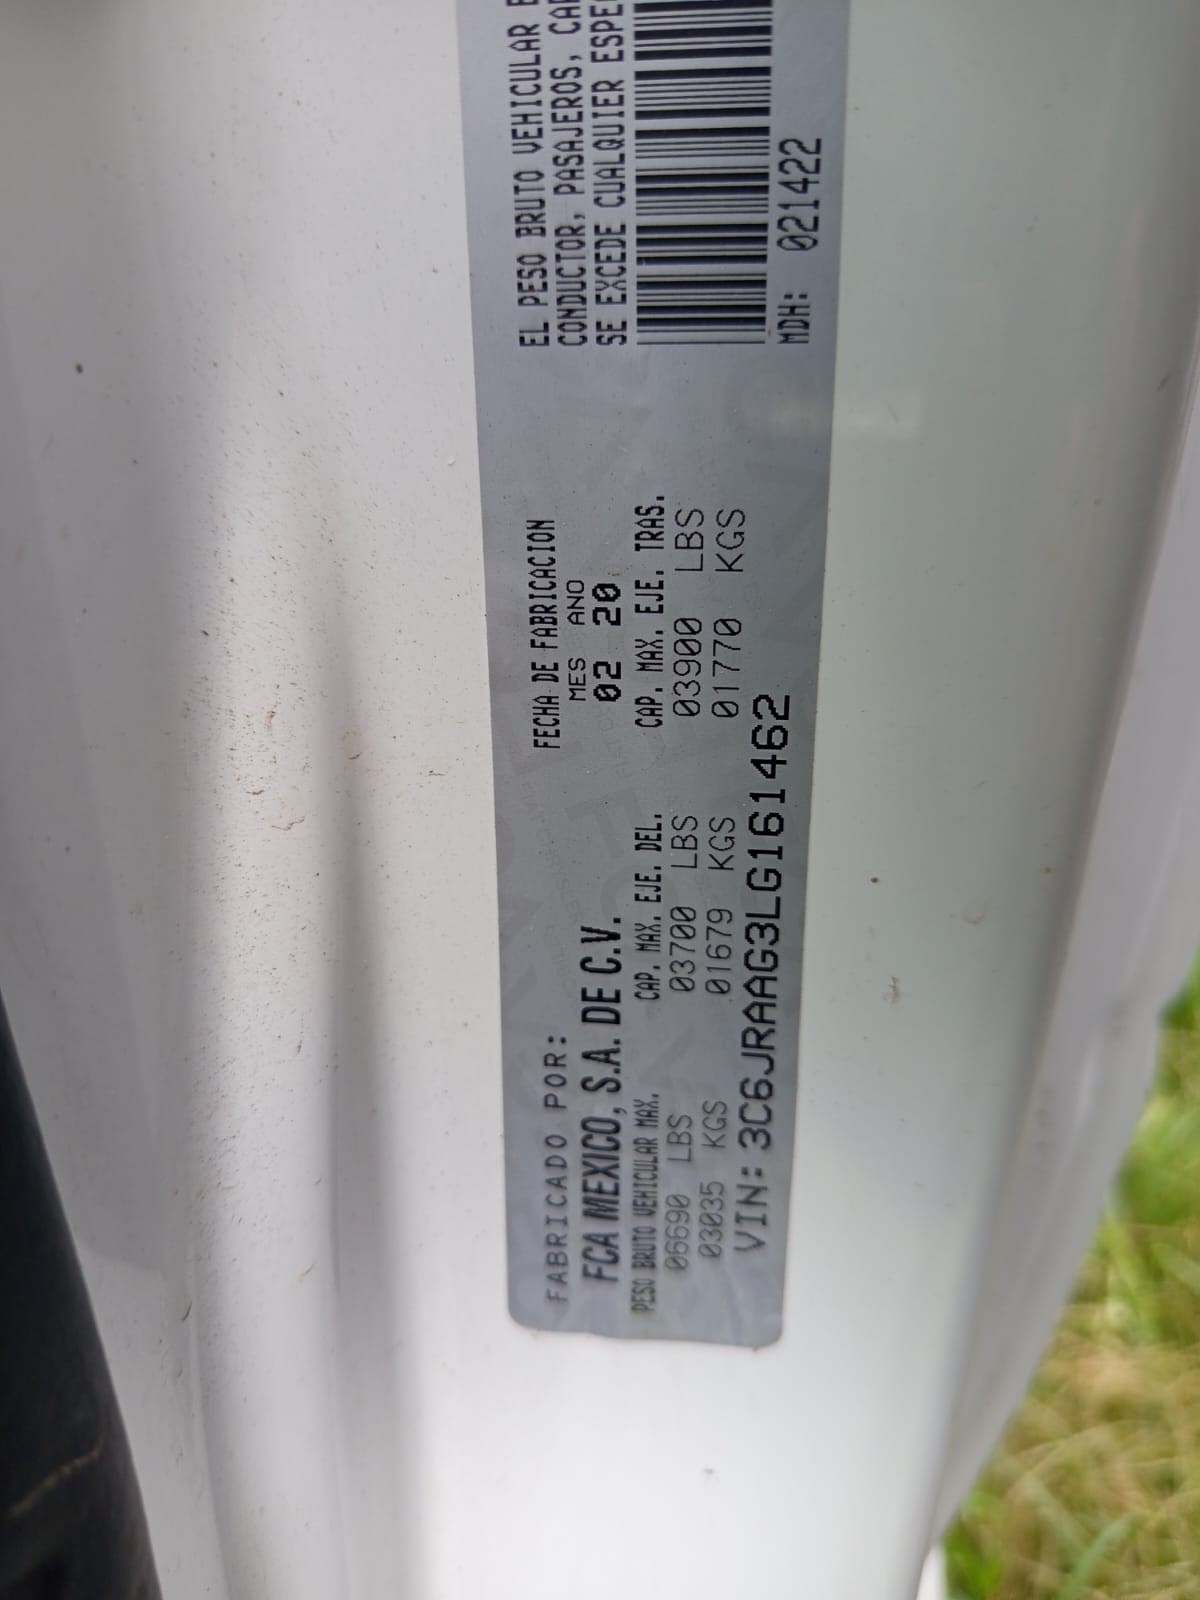 FABRICADO POR:
FCA MEXICO, S.A. DE C.V.
FECHA DE FABRICACION
MES ANO
02 20
PESO BRUTO VEHICULAR MAX.
06690 LBS
03035 KGS
CAP. MAX. EJE. DEL.
03700 LBS
01679 KGS
CAP. MAX. EJE. TRAS.
03900 LBS
01770 KGS
VIN: 3C6JRAAG3LG161462
EL PESO BRUTO VEHICULAR
CONDUCTOR, PASAJEROS,
SE EXCEDE CUALQUIER
MDH: 021422